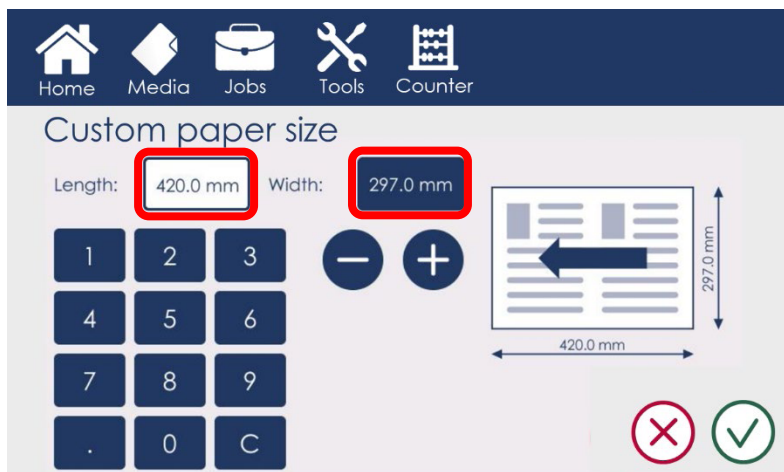 Home Media Jobs Tools Counter
Custom paper size
Length: 420.0 mm Width: 297.0 mm
1 2 3
4 5 6
7 8 9
. 0 C
297.0 mm
420.0 mm